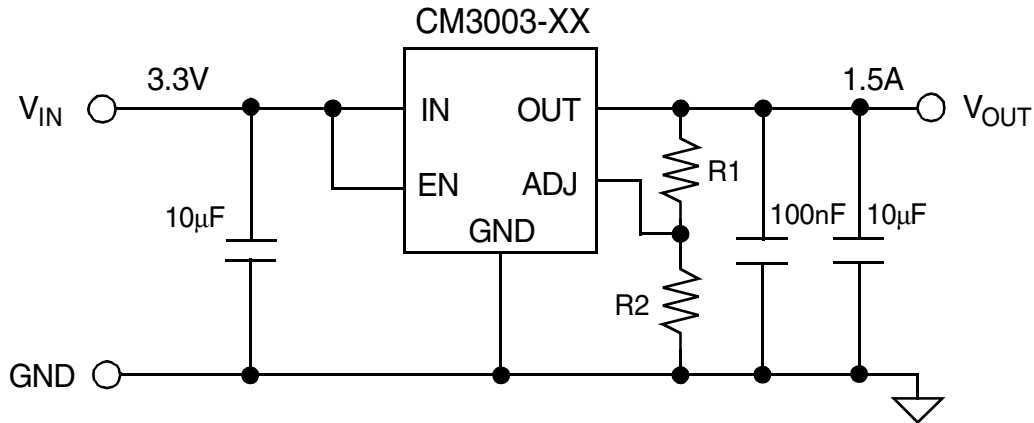 CM3003-XX
3.3V
1.5A
VIN
IN
OUT
VOUT
R1
EN
ADJ
10μF
GND
100nF
10μF
R2
GND